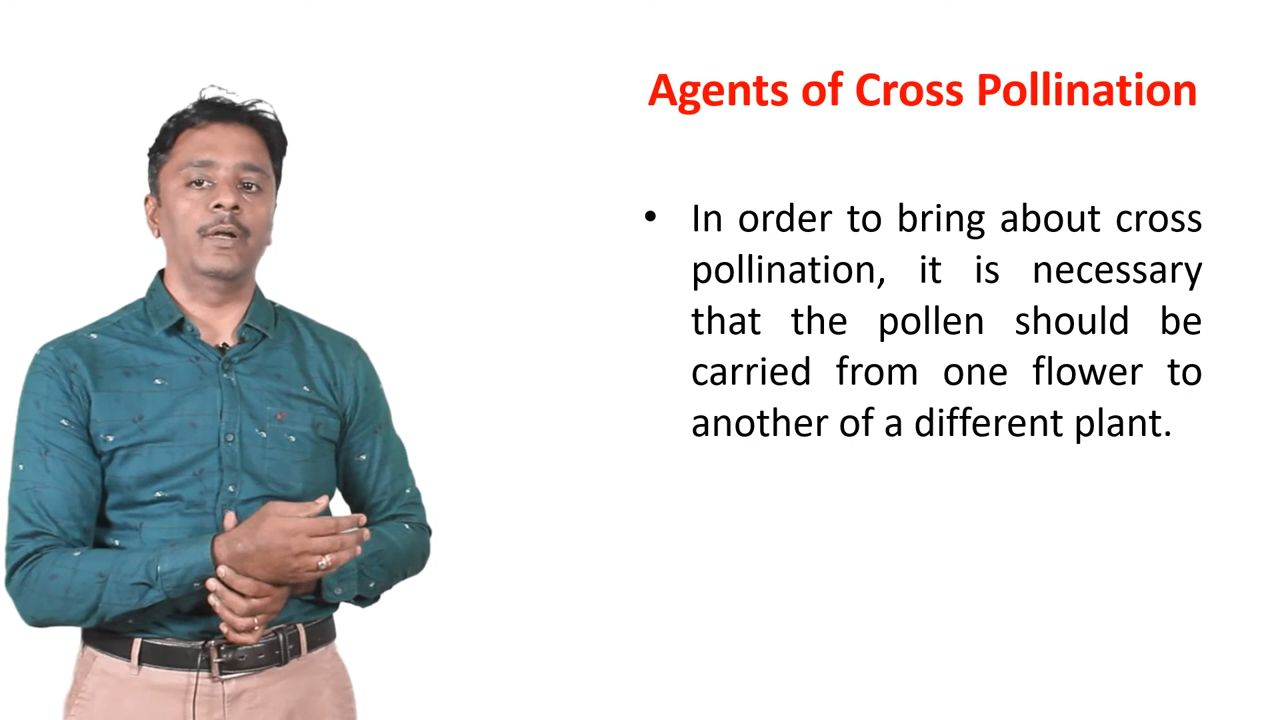 Agents of Cross Pollination
• In order to bring about cross
pollination, it is necessary
that the pollen should be
carried from one flower to
another of a different plant.